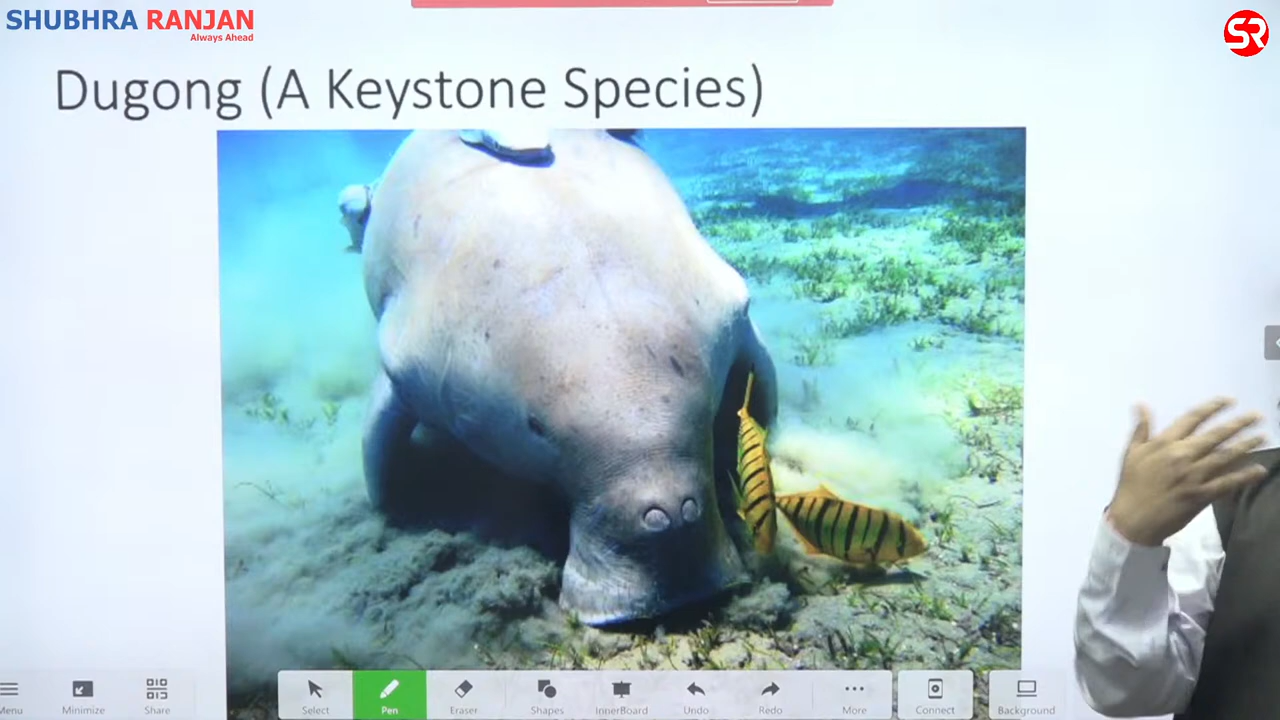 SHUBHRA RANJAN
Always Ahead
SR
Dugong (A Keystone Species)
Menu
Minimize
Share
Select
Pen
Eraser
Shapes
InnerBoard
Undo
Redo
More
Connect
Background